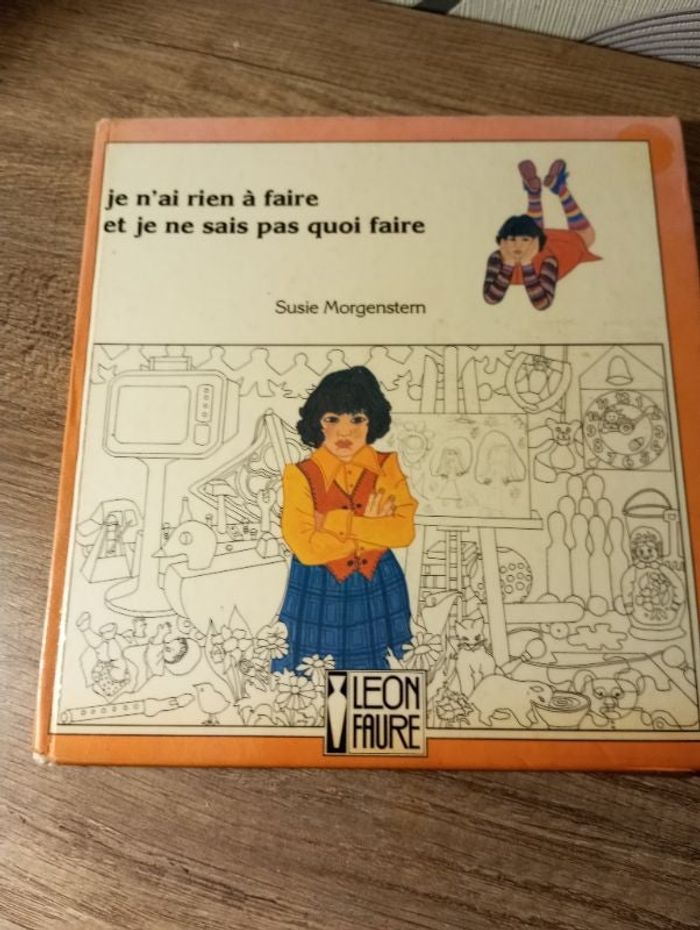 je n'ai rien à faire
et je ne sais pas quoi faire
Susie Morgenstern
LEON
FAURE